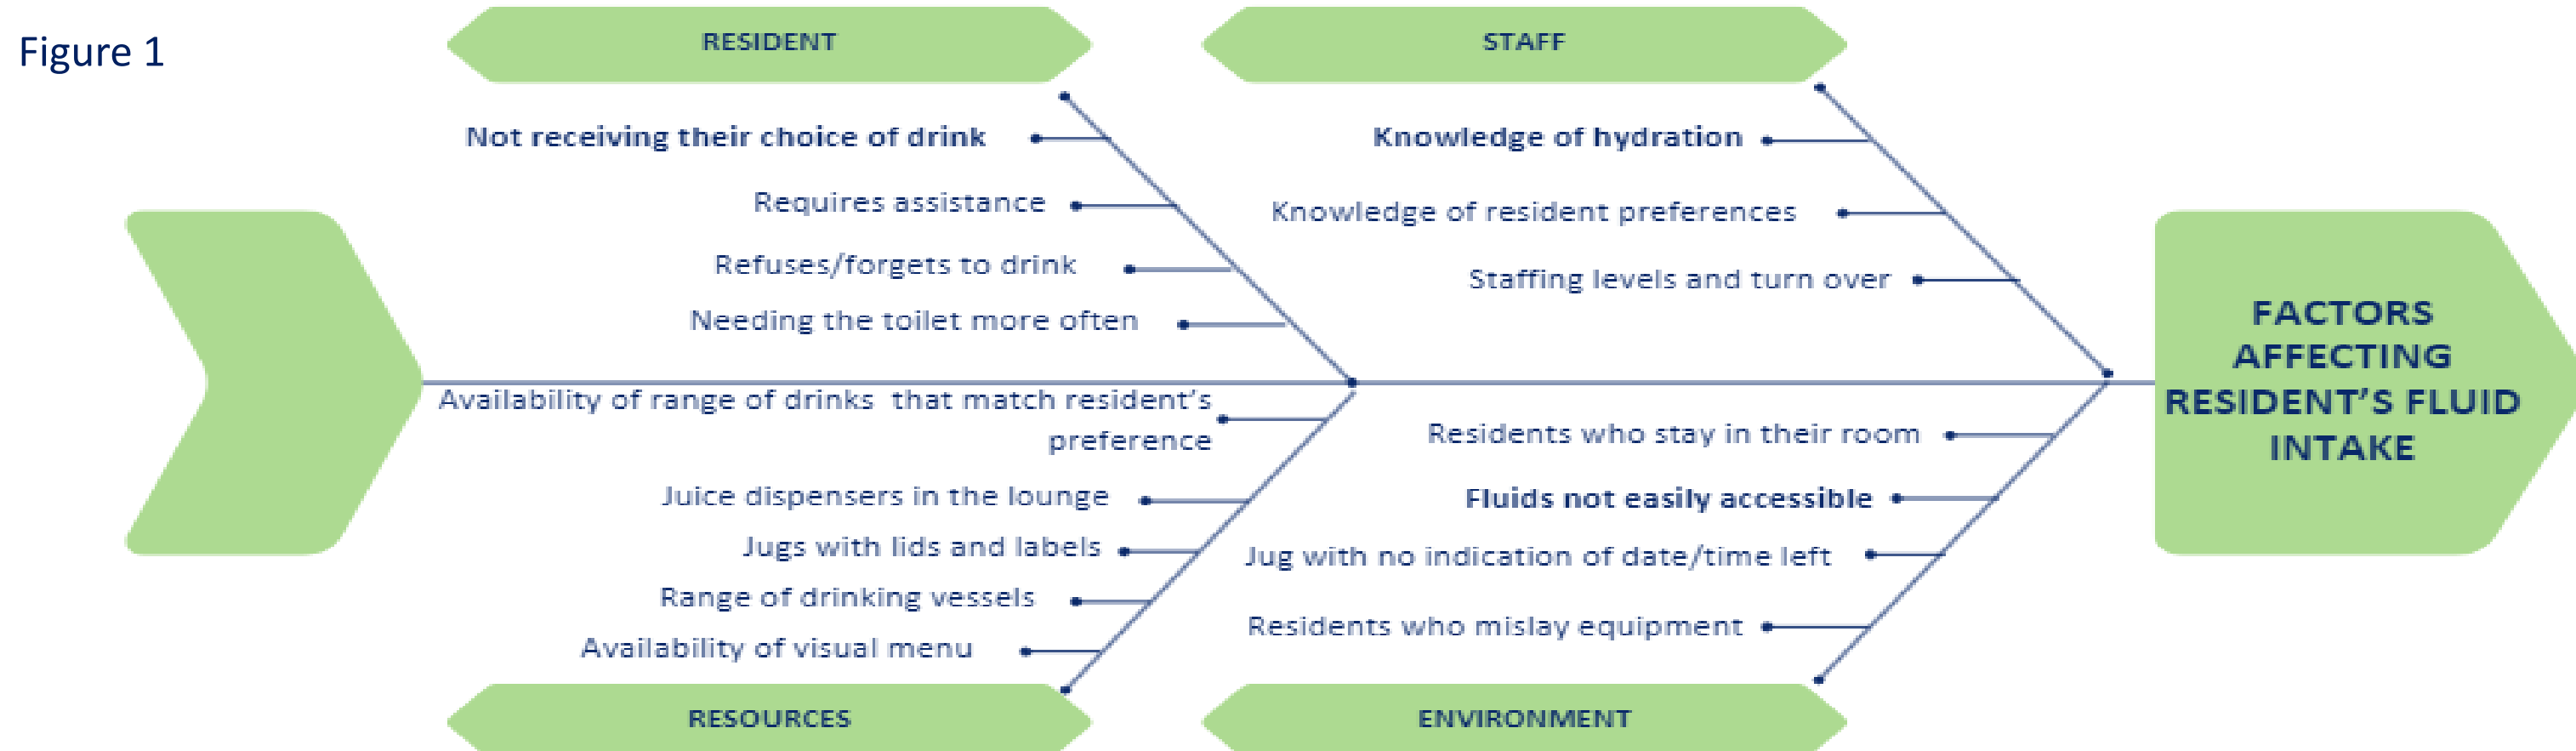 Figure 1
RESIDENT
Not receiving their choice of drink
Requires assistance
Refuses/forgets to drink
Needing the toilet more often
STAFF
Knowledge of hydration
Knowledge of resident preferences
Staffing levels and turn over
Availability of range of drinks that match resident's
preference
Juice dispensers in the lounge
Jugs with lids and labels
Range of drinking vessels
Availability of visual menu
RESOURCES
Residents who stay in their room
Fluids not easily accessible
Jug with no indication of date/time left
Residents who mislay equipment
ENVIRONMENT
FACTORS
AFFECTING
RESIDENT'S FLUID
INTAKE